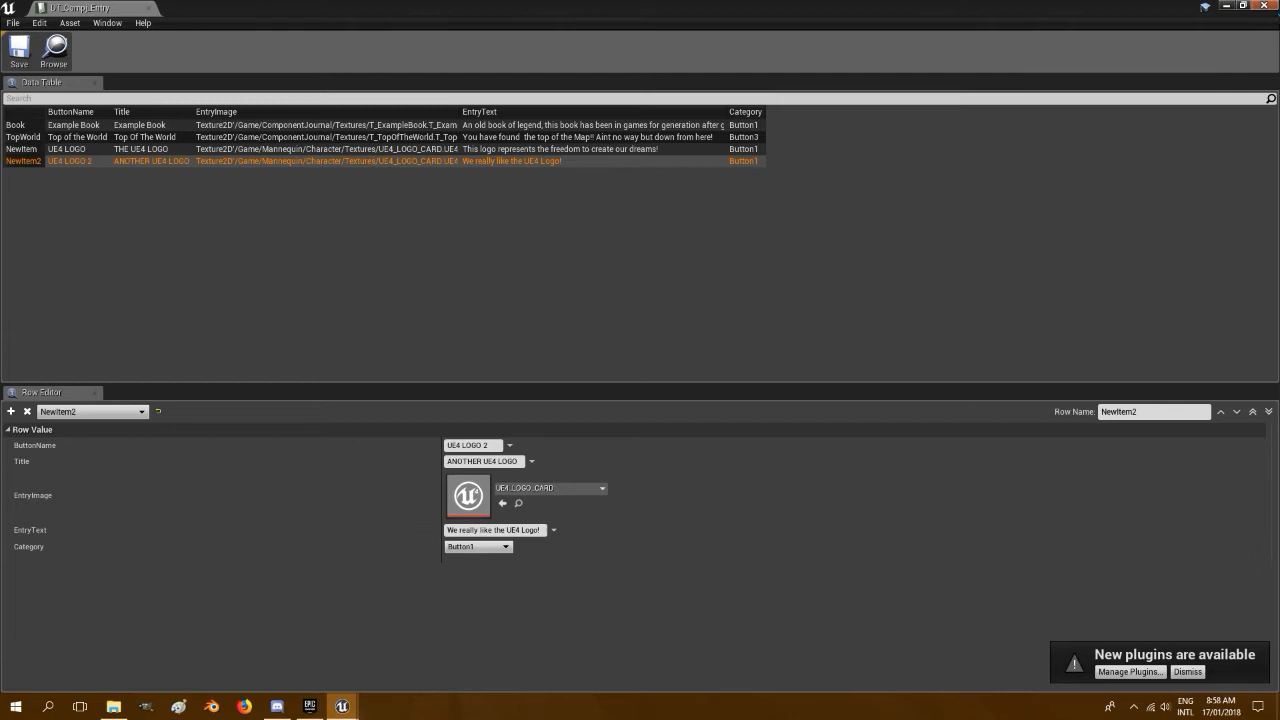 DT_Compj_Entry
File Edit Asset Window Help
Save Browse
Data Table
Search
ButtonName Title EntryImage EntryText Category
Book Example Book Example Book Texture2D'/Game/ComponentJournal/Textures/T_ExampleBook.T_Exam An old book of legend, this book has been in games for generation after g Button1
TopWorld Top of the World Top Of The World Texture2D'/Game/ComponentJournal/Textures/T_TopOfTheWorld.T_Top You have found the top of the Map!! Aint no way but down from here! Button3
NewItem UE4 LOGO THE UE4 LOGO Texture2D'/Game/Mannequin/Character/Textures/UE4_LOGO_CARD.UE4 This logo represents the freedom to create our dreams! Button1
NewItem2 UE4 LOGO 2 ANOTHER UE4 LOGO Texture2D'/Game/Mannequin/Character/Textures/UE4_LOGO_CARD.UE4 We really like the UE4 Logo! Button1
Row Editor
NewItem2 Row Name: NewItem2
Row Value
ButtonName UE4 LOGO 2
Title ANOTHER UE4 LOGO
EntryImage UE4_LOGO_CARD
EntryText We really like the UE4 Logo!
Category Button1
New plugins are available
Manage Plugins... Dismiss
EPIC
ENG 8:58 AM
INTL 17/01/2018